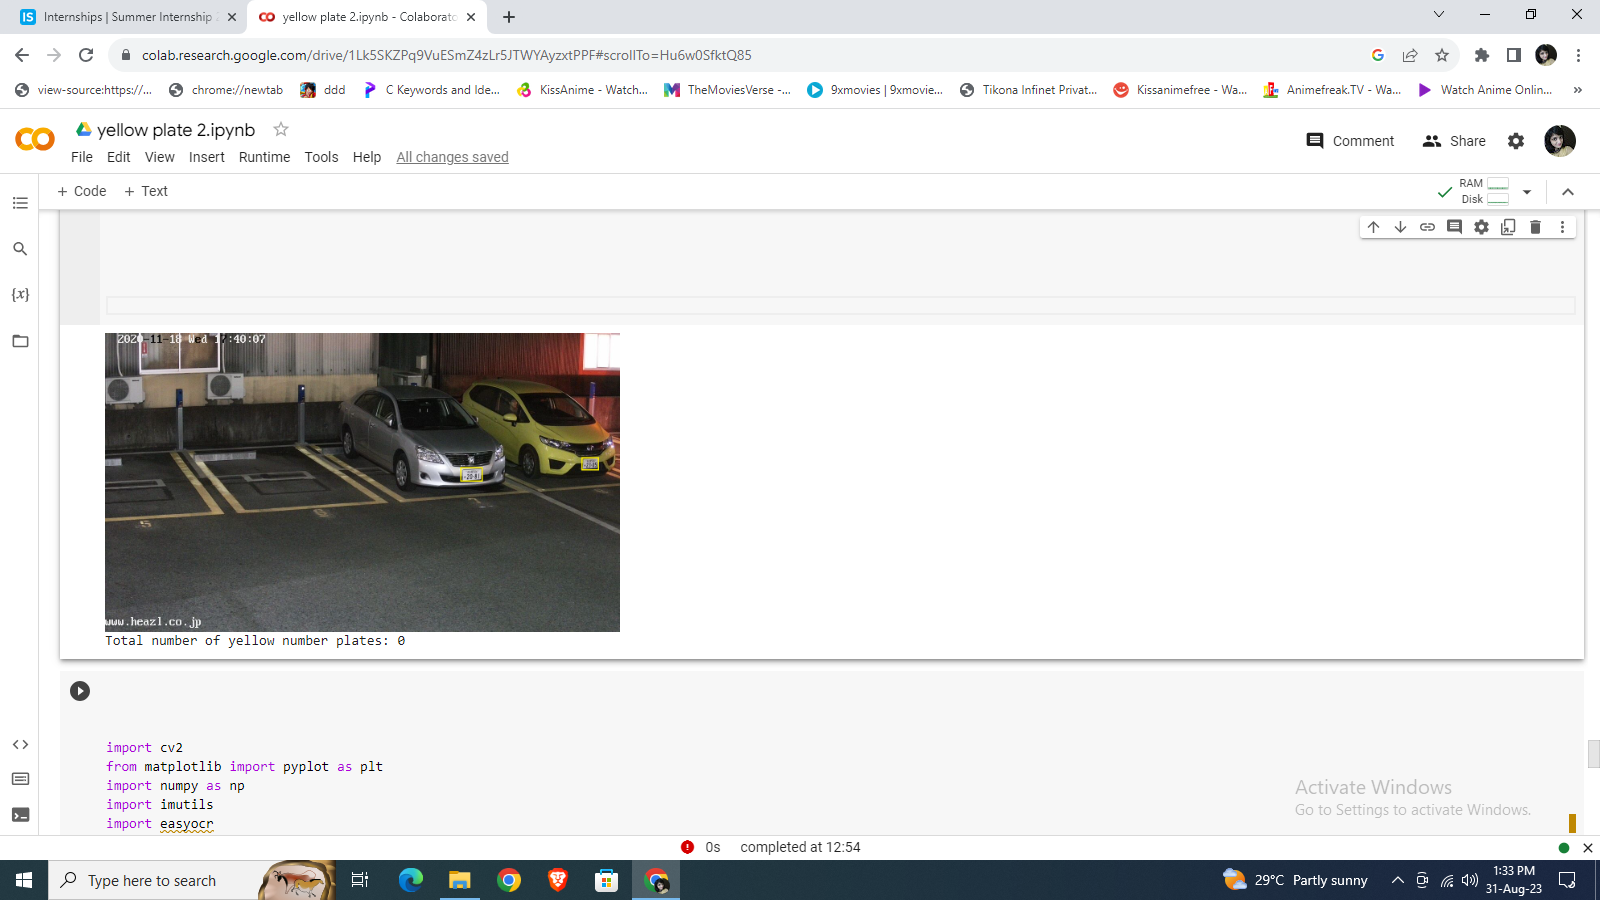 Internships | Summer Internship
yellow plate 2.ipynb - Colaborato
colab.research.google.com/drive/1Lk5SKZPq9VuESmZ4zLr5JTWYAyzxtPPF#scrollTo=Hu6w0SfktQ85
view-source:https://...
chrome://newtab
ddd
C Keywords and Ide...
KissAnime - Watch...
TheMoviesVerse -...
9xmovies | 9xmovie...
Tikona Infinet Privat...
Kissanimefree - Wa...
Animefreak.TV - Wa...
Watch Anime Onlin...
»
CO
yellow plate 2.ipynb
Comment
Share
File Edit View Insert Runtime Tools Help All changes saved
+ Code + Text
RAM
Disk
{x}
2020-11-18 Wed 17:40:07
www.heazl.co.jp
Total number of yellow number plates: 0
import cv2
from matplotlib import pyplot as plt
import numpy as np
import imutils
import easyocr
Activate Windows
Go to Settings to activate Windows.
0s completed at 12:54
Type here to search
29°C Partly sunny
1:33 PM
31-Aug-23